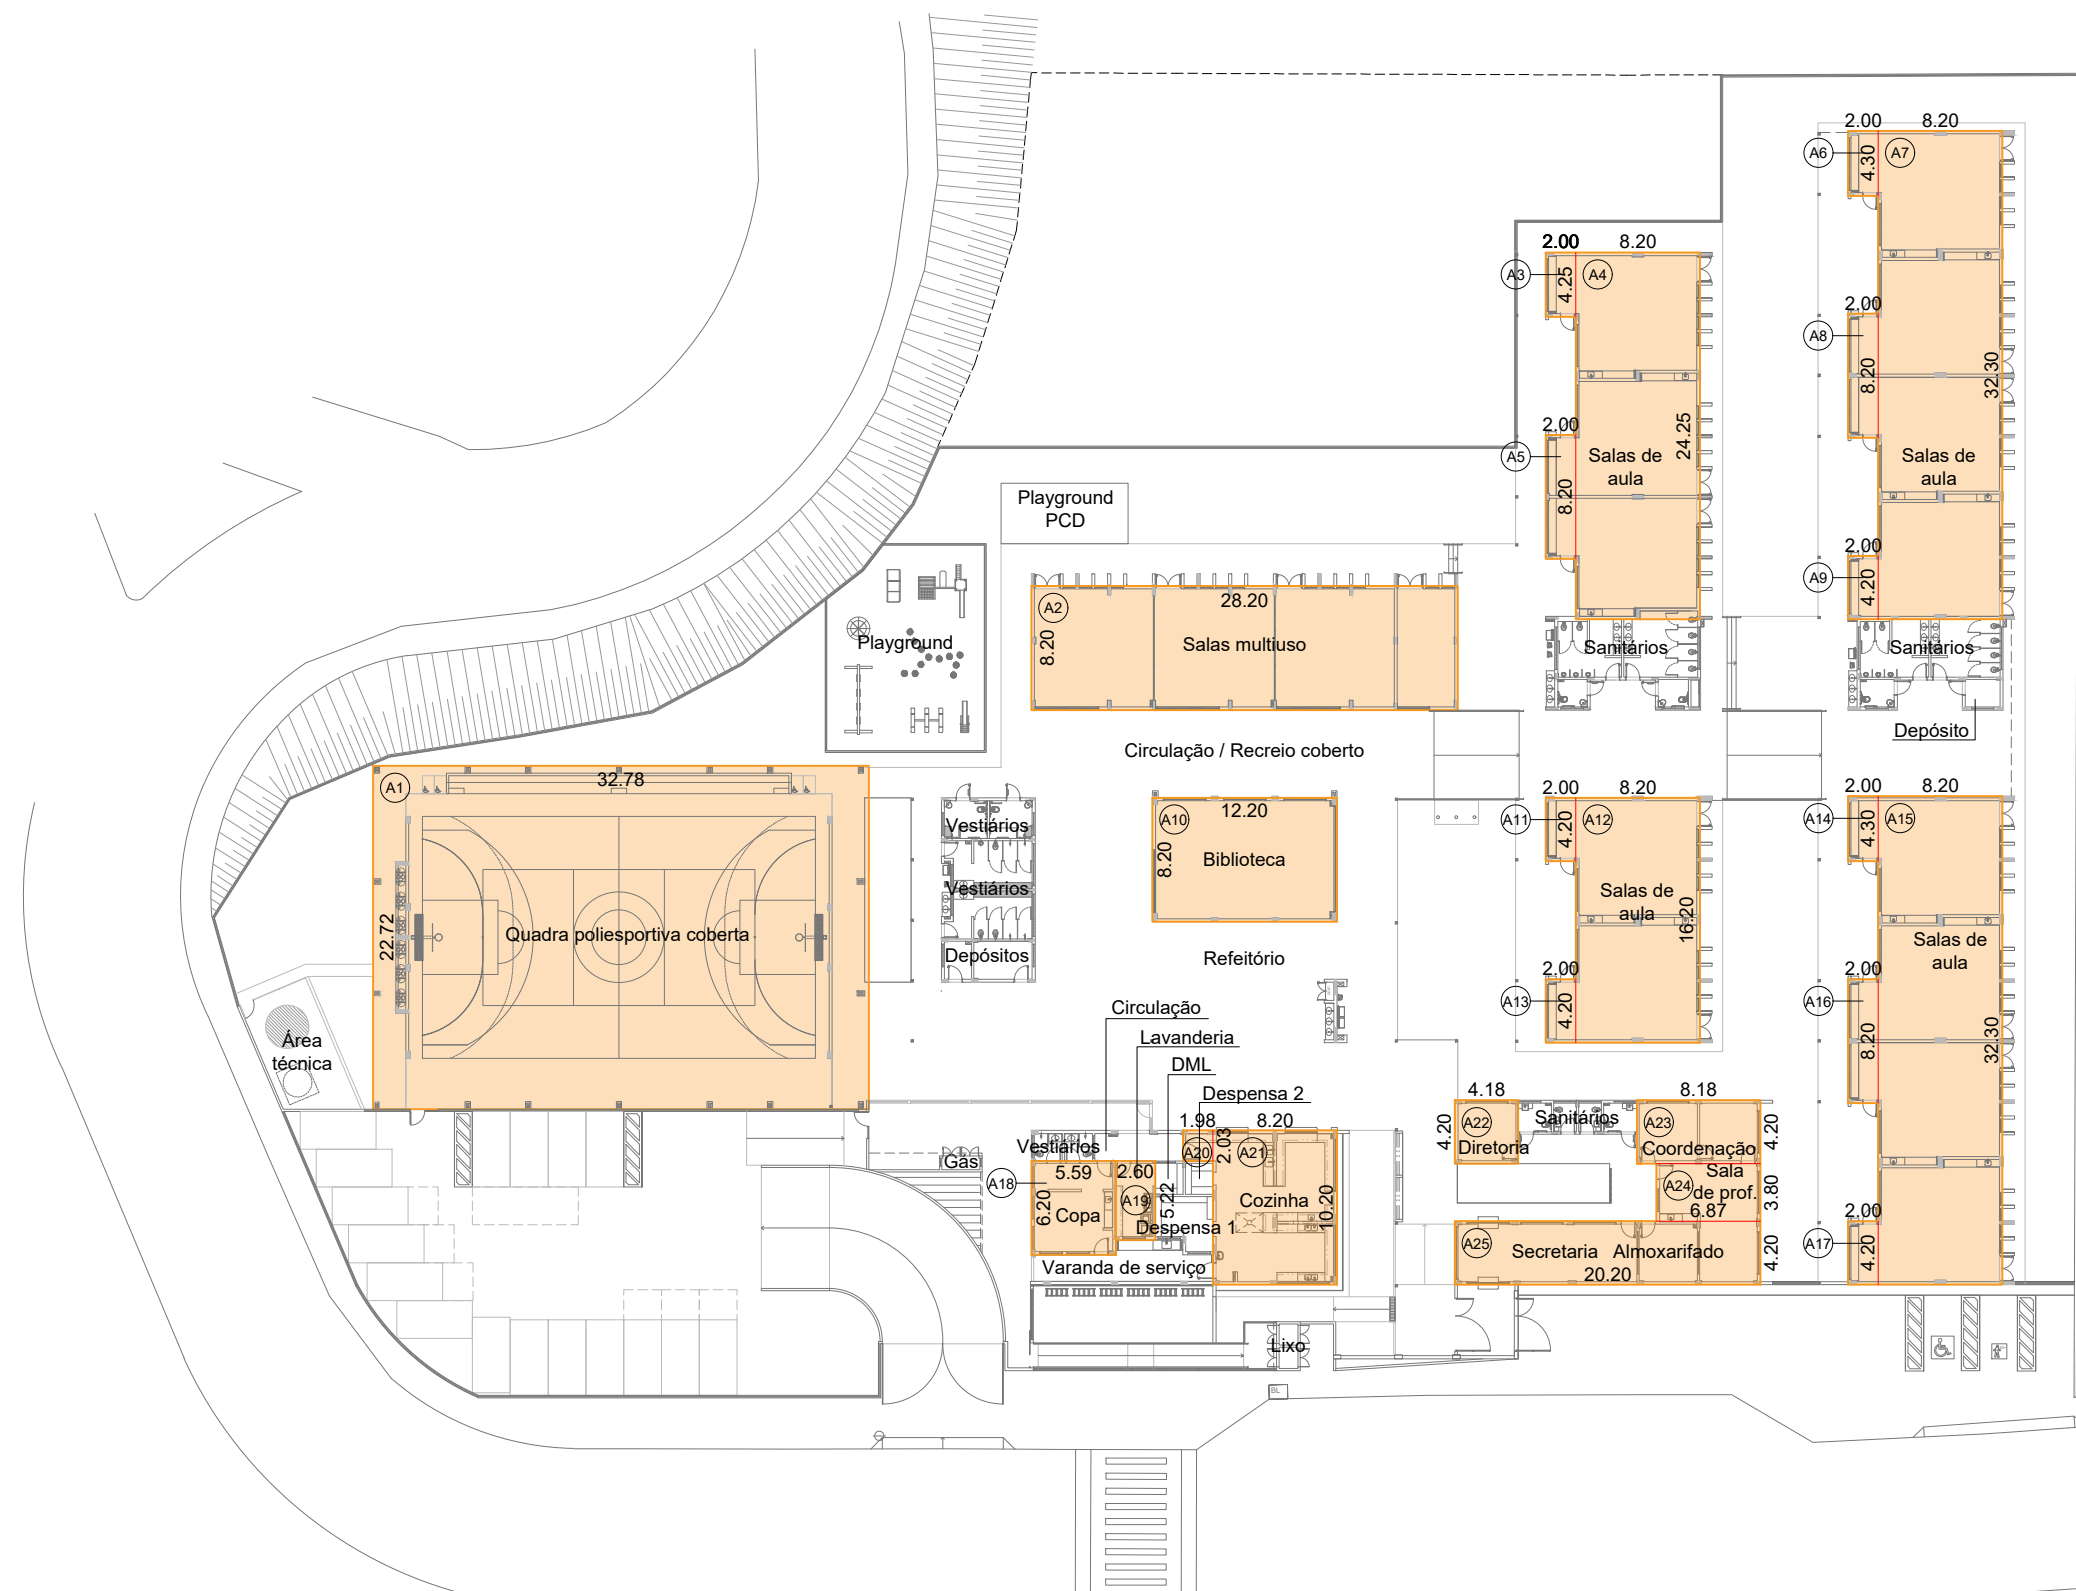 2.00 8.20
A6 4.30 A7
2.00 8.20
A3 4.25 A4
2.00
A8 8.20 32.30
2.00
A5 8.20 24.25
Salas de
aula
Salas de
aula
Playground
PCD
2.00
A9 4.20
A2 28.20
8.20 Salas multiuso
Playground
Sanitários
Sanitários
Depósito
Circulação / Recreio coberto
A1 32.78
22.72
Quadra poliesportiva coberta
Vestiários
Vestiários
Depósitos
A10 12.20
8.20 Biblioteca
Refeitório
2.00 8.20
A11 4.20 A12
Salas de
aula
16.20
2.00
A13 4.20
2.00 8.20
A14 4.30 A15
Salas de
aula
2.00
A16 8.20 32.30
Área
técnica
Circulação
Lavanderia
DML
Despensa 2
1.98 8.20
A20 2.03 A21
Vestiários
Gás
A18 5.59 2.60
6.20 Copa
A19 5.22
Despensa 1
Cozinha 10.20
Varanda de serviço
4.18 8.18
4.20 A22 Sanitários A23 4.20
Diretoria Coordenação
A24 Sala
de prof.
6.87 3.80
A25 Secretaria Almoxarifado
20.20 4.20
2.00
A17 4.20
Lixo
BL